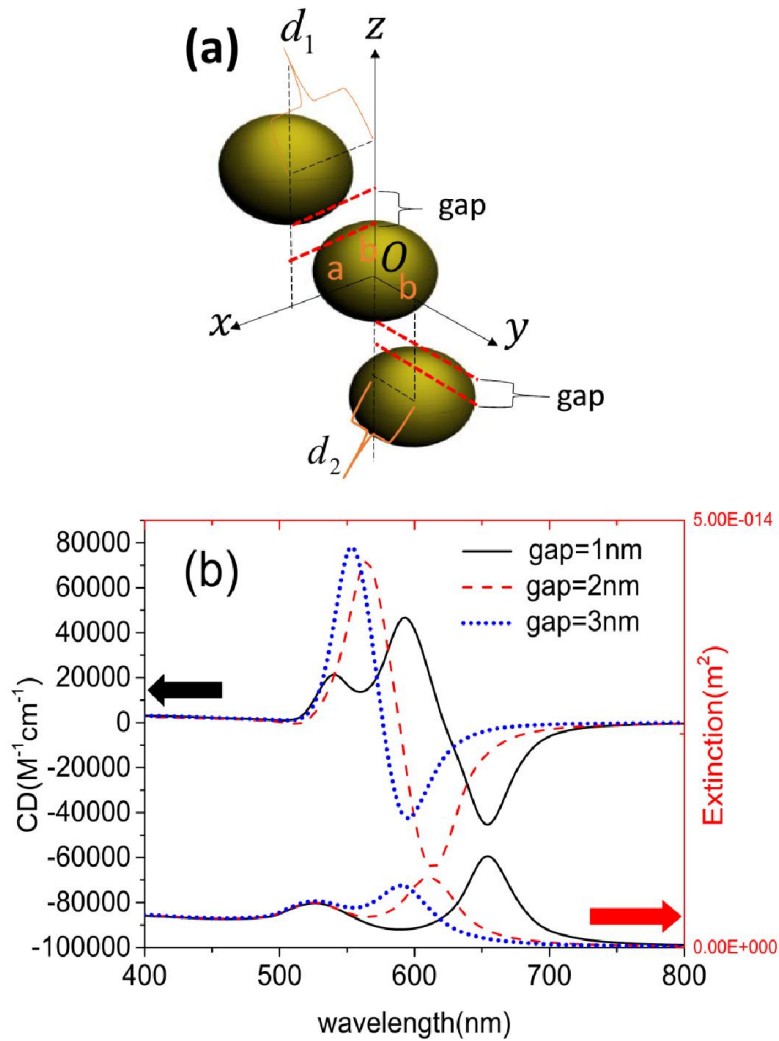 (a)
d1
z
gap
b
O
a
b
x
y
gap
d2
(b)
5.00E-014
80000
60000
40000
20000
0
-20000
-40000
-60000
-80000
-100000
gap=1nm
gap=2nm
gap=3nm
CD(M⁻¹cm⁻¹)
Extinction(m²)
0.00E+000
400 500 600 700 800
wavelength(nm)